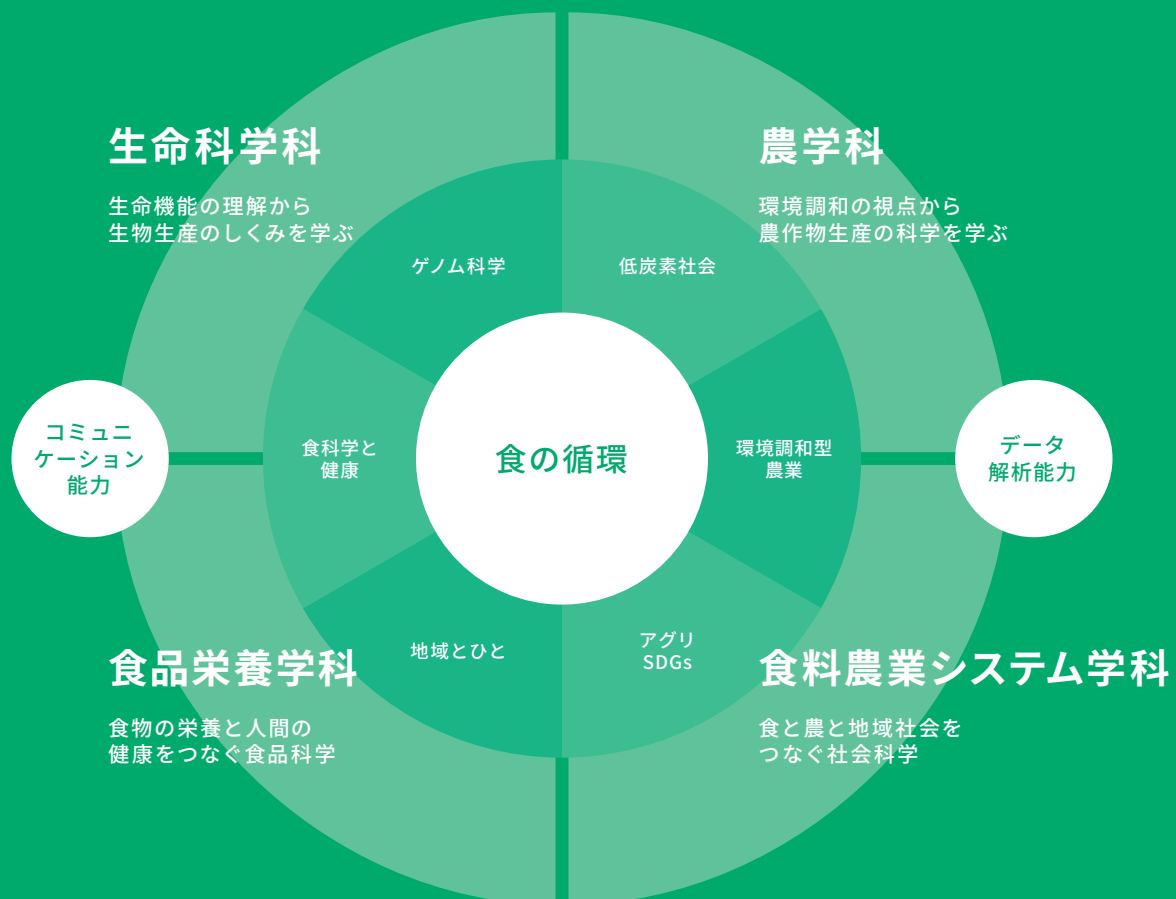 生命科学科
生命機能の理解から
生物生産のしくみを学ぶ
農学科
環境調和の視点から
農作物生産の科学を学ぶ
ゲノム科学
低炭素社会
コミュニ
ケーション
能力
食科学と
健康
食の循環
環境調和型
農業
データ
解析能力
地域とひと
アグリ
SDGs
食品栄養学科
食物の栄養と人間の
健康をつなぐ食品科学
食料農業システム学科
食と農と地域社会を
つなぐ社会科学